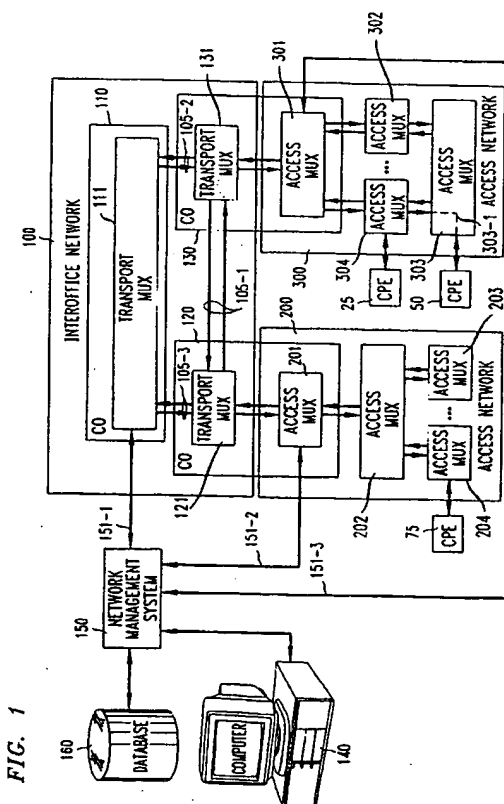 FIG. 1
100
INTEROFFICE NETWORK
110
111
CO
TRANSPORT MUX
105-3
105-2
151-1
NETWORK
MANAGEMENT
SYSTEM
150
160
DATABASE
COMPUTER
140
120
CO
TRANSPORT
MUX
121
105-1
130
CO
TRANSPORT
MUX
131
201
ACCESS
MUX
151-2
301
ACCESS
MUX
200
300
202
ACCESS
MUX
304
ACCESS
MUX
...
ACCESS
MUX
302
25
CPE
50
CPE
303
ACCESS
MUX
303-1
ACCESS NETWORK
75
CPE
204
ACCESS
MUX
...
ACCESS
MUX
203
ACCESS NETWORK
151-3